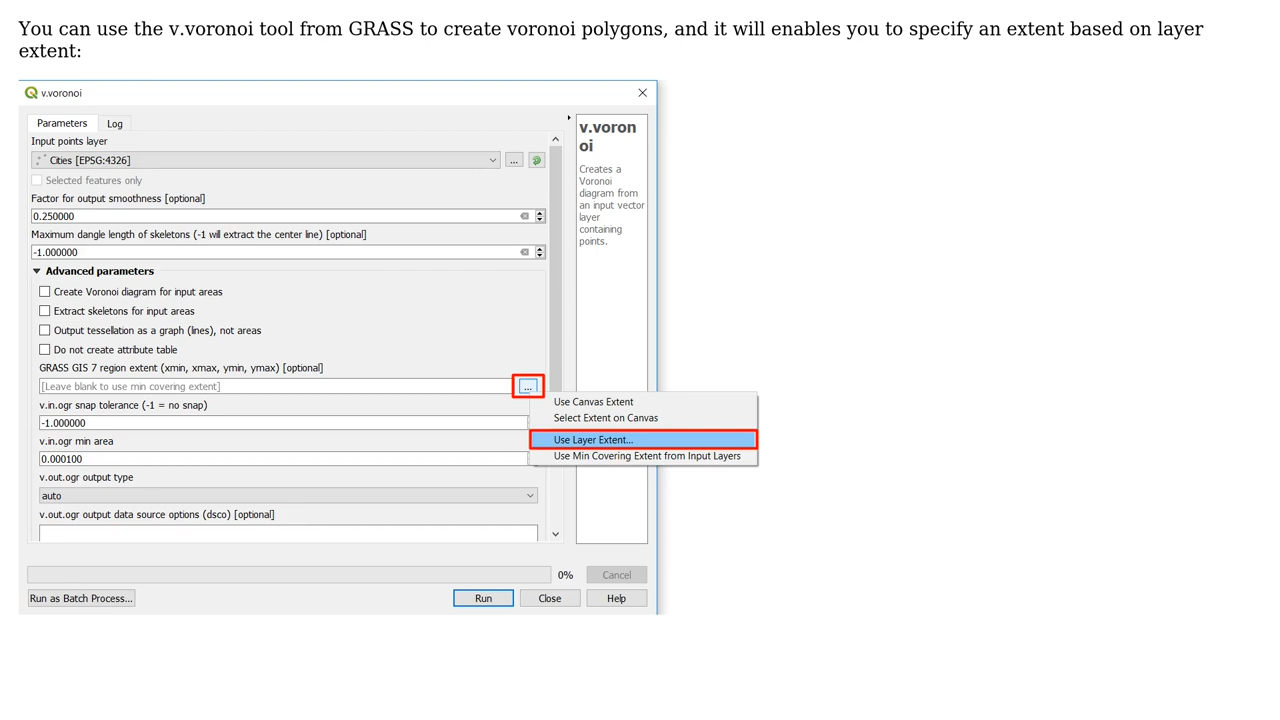 You can use the v.voronoi tool from GRASS to create voronoi polygons, and it will enables you to specify an extent based on layer
extent:
v.voronoi
Parameters
Log
Input points layer
Cities [EPSG:4326]
...
Selected features only
Factor for output smoothness [optional]
0.250000
Maximum dangle length of skeletons (-1 will extract the center line) [optional]
-1.000000
Advanced parameters
Create Voronoi diagram for input areas
Extract skeletons for input areas
Output tessellation as a graph (lines), not areas
Do not create attribute table
GRASS GIS 7 region extent (xmin, xmax, ymin, ymax) [optional]
[Leave blank to use min covering extent]
...
v.in.ogr snap tolerance (-1 = no snap)
-1.000000
v.in.ogr min area
0.000100
v.out.ogr output type
auto
v.out.ogr output data source options (dsco) [optional]
Use Canvas Extent
Select Extent on Canvas
Use Layer Extent...
Use Min Covering Extent from Input Layers
v.voron
oi
Creates a
Voronoi
diagram from
an input vector
layer
containing
points.
0%
Cancel
Run as Batch Process...
Run
Close
Help